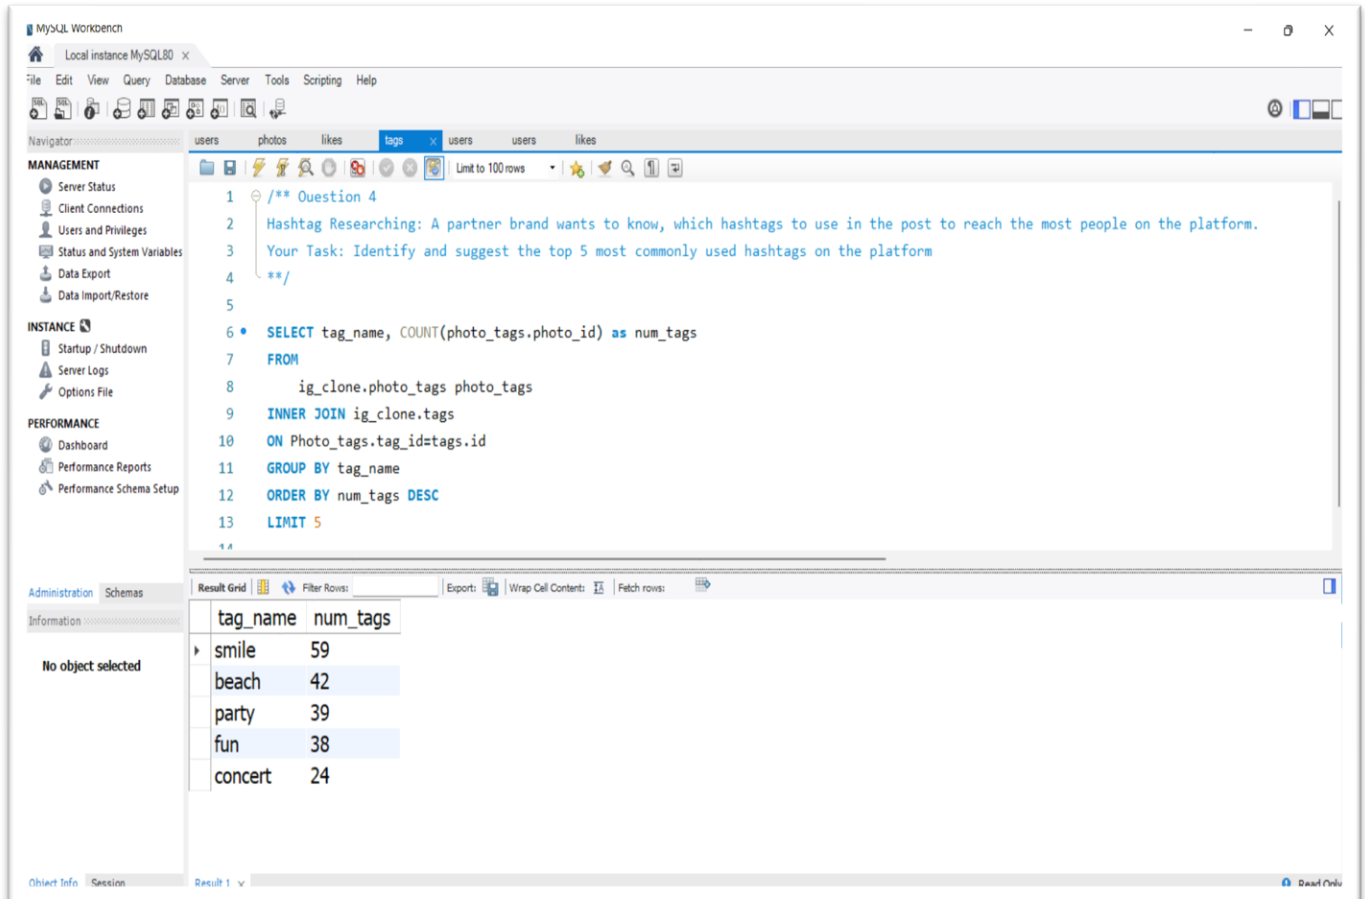 MySQL Workbench
Local instance MySQL80 x
File Edit View Query Database Server Tools Scripting Help
Navigator
users photos likes tags x users users likes
MANAGEMENT
Server Status
Client Connections
Users and Privileges
Status and System Variables
Data Export
Data Import/Restore
INSTANCE
Startup / Shutdown
Server Logs
Options File
PERFORMANCE
Dashboard
Performance Reports
Performance Schema Setup
Administration Schemas
Information
No object selected
Object Info Session
Limit to 100 rows
1 /** Question 4
2 Hashtag Researching: A partner brand wants to know, which hashtags to use in the post to reach the most people on the platform.
3 Your Task: Identify and suggest the top 5 most commonly used hashtags on the platform
4 **/
5
6 SELECT tag_name, COUNT(photo_tags.photo_id) as num_tags
7 FROM
8 ig_clone.photo_tags photo_tags
9 INNER JOIN ig_clone.tags
10 ON Photo_tags.tag_id=tags.id
11 GROUP BY tag_name
12 ORDER BY num_tags DESC
13 LIMIT 5
14
Result Grid Filter Rows: Export: Wrap Cell Content: Fetch rows:
tag_name num_tags
smile 59
beach 42
party 39
fun 38
concert 24
Result 1 x
Read Only